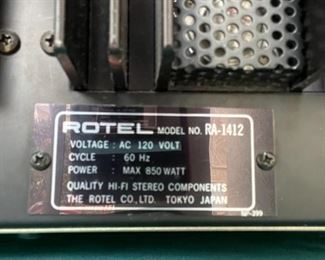 ROTEL MODEL NO. RA-1412
VOLTAGE : AC 120 VOLT
CYCLE : 60 Hz
POWER : MAX 850 WATT
QUALITY HI-FI STEREO COMPONENTS
THE ROTEL CO., LTD. TOKYO JAPAN